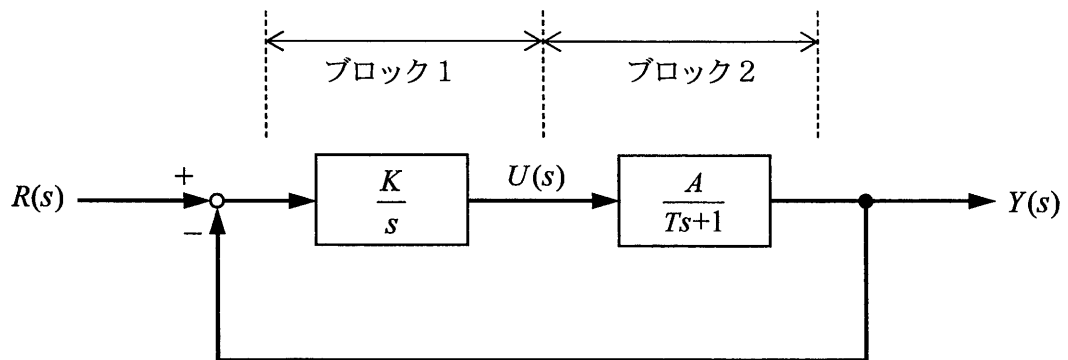 ブロック1 ブロック2
R(s) + − K/s U(s) A/(Ts+1) Y(s)